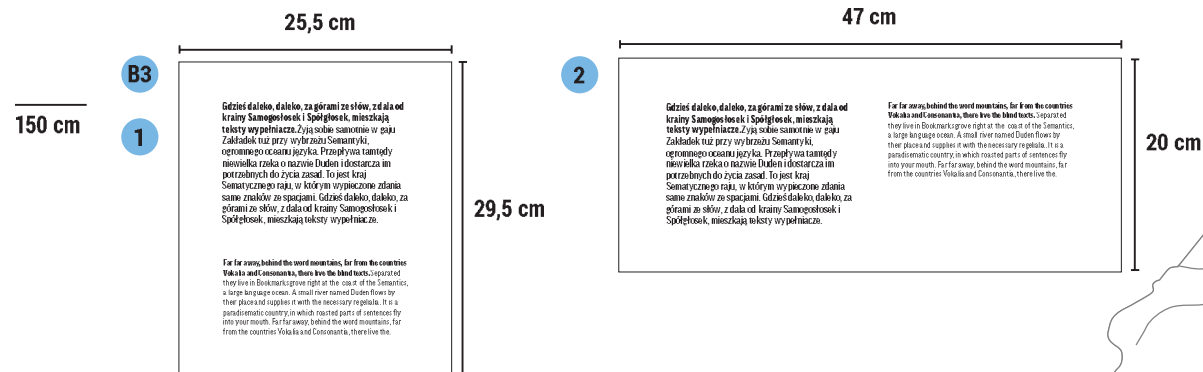 25,5 cm
47 cm
B3
2
150 cm
1
Gdzieś daleko, daleko, za górami ze słów, z dala od
krainy Samogłosek i Spółgłosek, mieszkają
teksty wypełniacze. Żyją sobie samotnie w gaju
Zakładek tuż przy wybrzeżu Semantyki,
ogromnego oceanu języka. Przepływa tamtędy
niewielka rzeka o nazwie Duden i dostarcza im
potrzebnych do życia zasad. To jest kraj
Sematycznego raju, w którym wypieczone zdania
same znaków ze spacjami. Gdzieś daleko, daleko, za
górami ze słów, z dala od krainy Samogłosek i
Spółgłosek, mieszkają teksty wypełniacze.
29,5 cm
Far far away, behind the word mountains, far from the countries
Vokalia and Consonantia, there live the blind texts. Separated
they live in Bookmarksgrove right at the coast of the Semantics,
a large language ocean. A small river named Duden flows by
their place and supplies it with the necessary regelialia. It is a
paradisematic country, in which roasted parts of sentences fly
into your mouth. Far far away, behind the word mountains, far
from the countries Vokalia and Consonantia, there live the.
Gdzieś daleko, daleko, za górami ze słów, z dala od
krainy Samogłosek i Spółgłosek, mieszkają
teksty wypełniacze. Żyją sobie samotnie w gaju
Zakładek tuż przy wybrzeżu Semantyki,
ogromnego oceanu języka. Przepływa tamtędy
niewielka rzeka o nazwie Duden i dostarcza im
potrzebnych do życia zasad. To jest kraj
Sematycznego raju, w którym wypieczone zdania
same znaków ze spacjami. Gdzieś daleko, daleko, za
górami ze słów, z dala od krainy Samogłosek i
Spółgłosek, mieszkają teksty wypełniacze.
Far far away, behind the word mountains, far from the countries
Vokalia and Consonantia, there live the blind texts. Separated
they live in Bookmarksgrove right at the coast of the Semantics,
a large language ocean. A small river named Duden flows by
their place and supplies it with the necessary regelialia. It is a
paradisematic country, in which roasted parts of sentences fly
into your mouth. Far far away, behind the word mountains, far
from the countries Vokalia and Consonantia, there live the.
20 cm